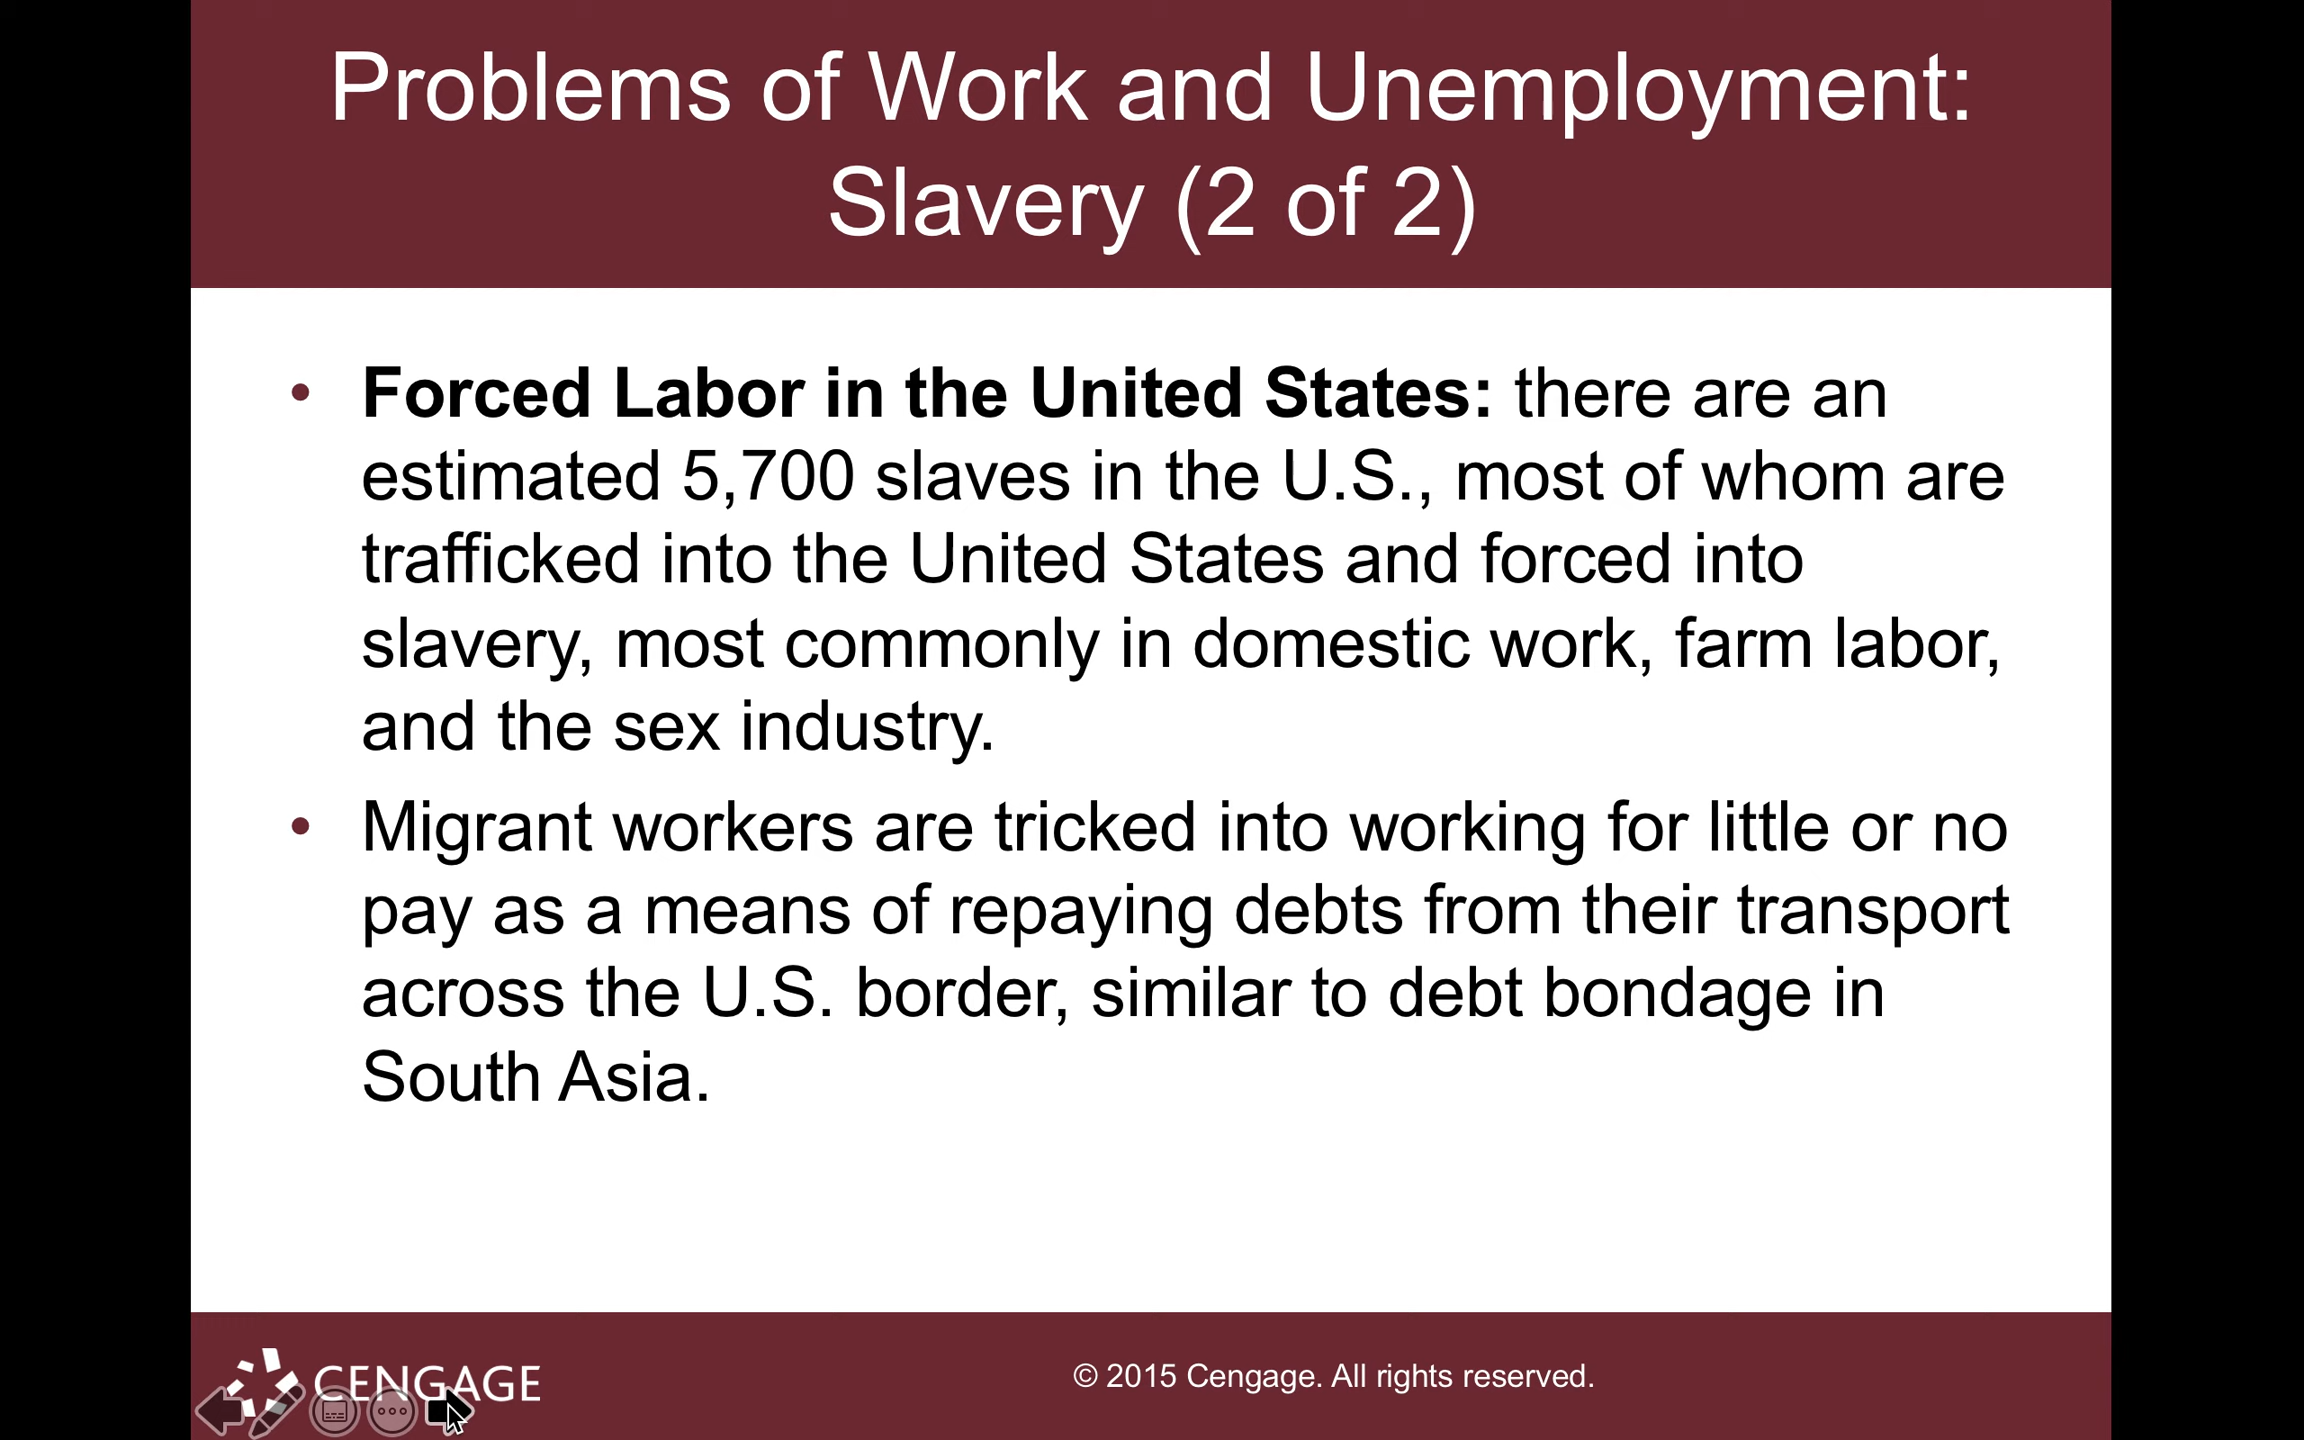 Problems of Work and Unemployment:
Slavery (2 of 2)
• Forced Labor in the United States: there are an
estimated 5,700 slaves in the U.S., most of whom are
trafficked into the United States and forced into
slavery, most commonly in domestic work, farm labor,
and the sex industry.
• Migrant workers are tricked into working for little or no
pay as a means of repaying debts from their transport
across the U.S. border, similar to debt bondage in
South Asia.
CENGAGE
© 2015 Cengage. All rights reserved.